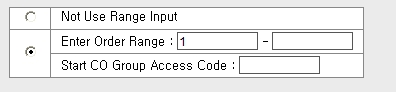 Not Use Range Input
Enter Order Range : 1 -
Start CO Group Access Code :